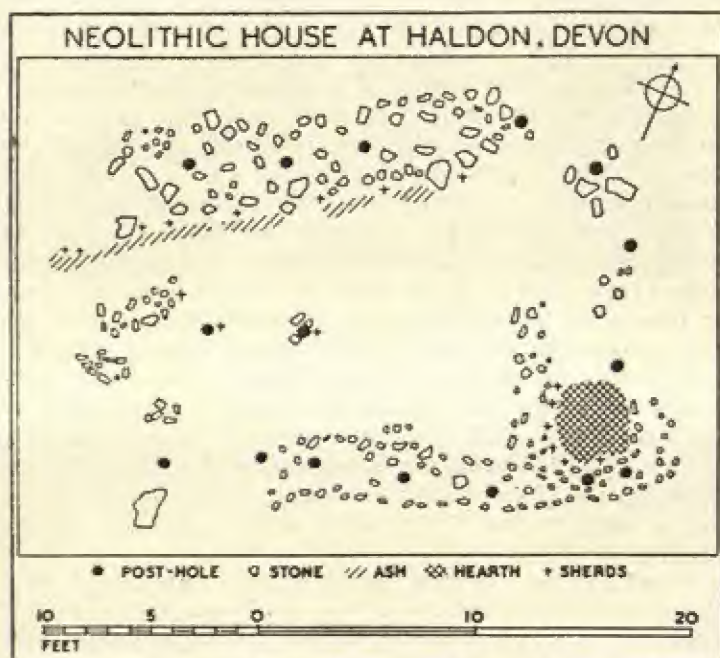 NEOLITHIC HOUSE AT HALDON, DEVON
POST-HOLE STONE ASH HEARTH SHERDS
10 5 0 10 20
FEET